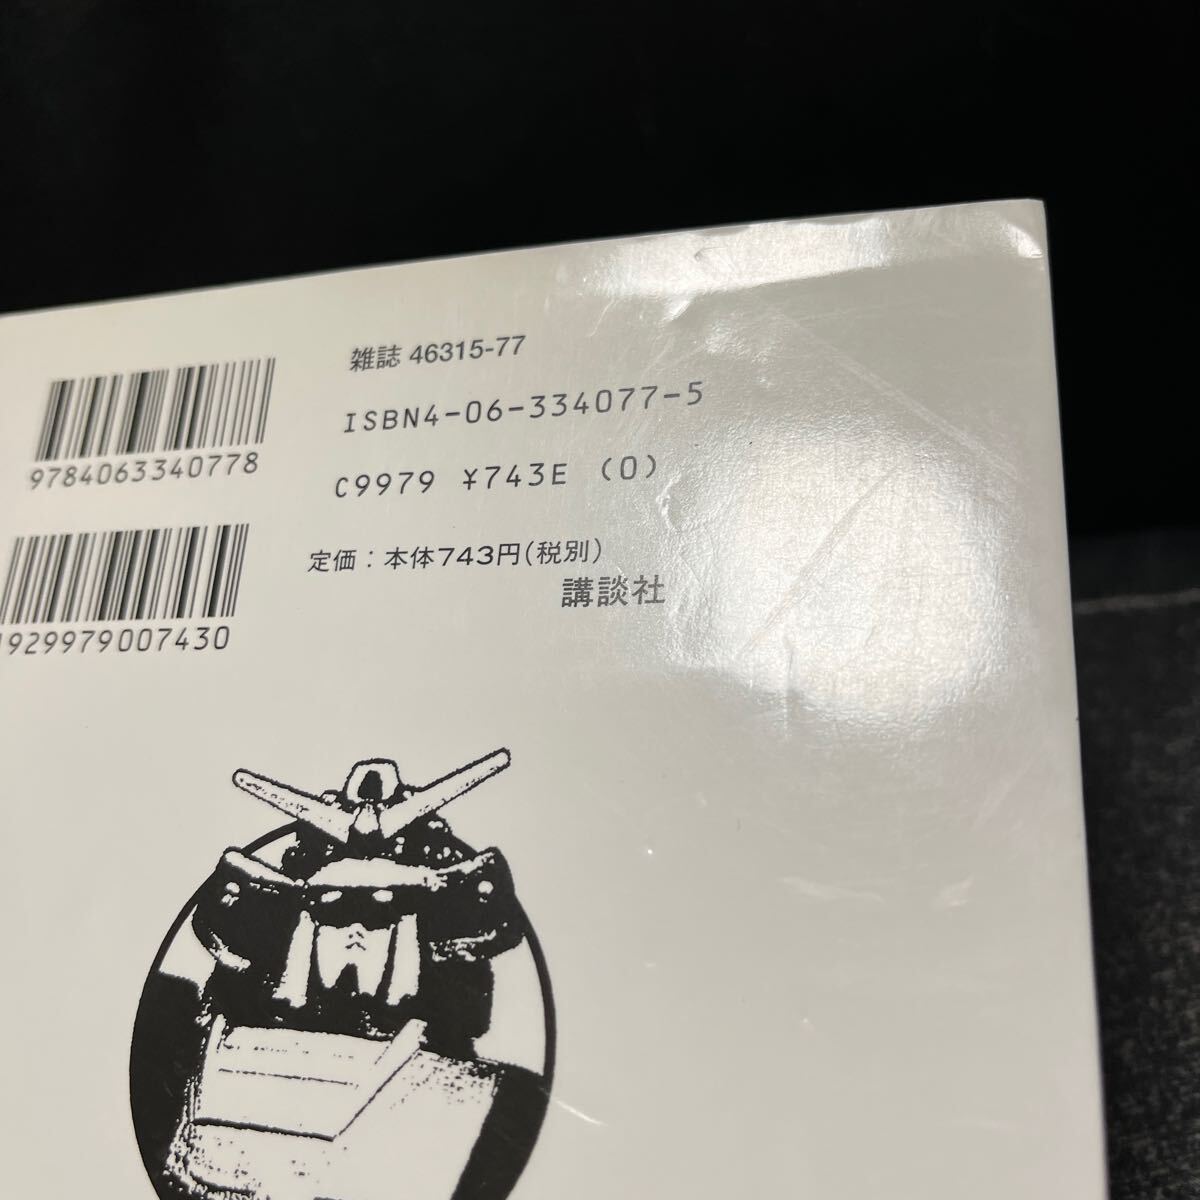 雑誌 46315-77
ISBN4-06-334077-5
9784063340778
C9979 ¥743E (0)
定価:本体743円(税別)
講談社
1929979007430